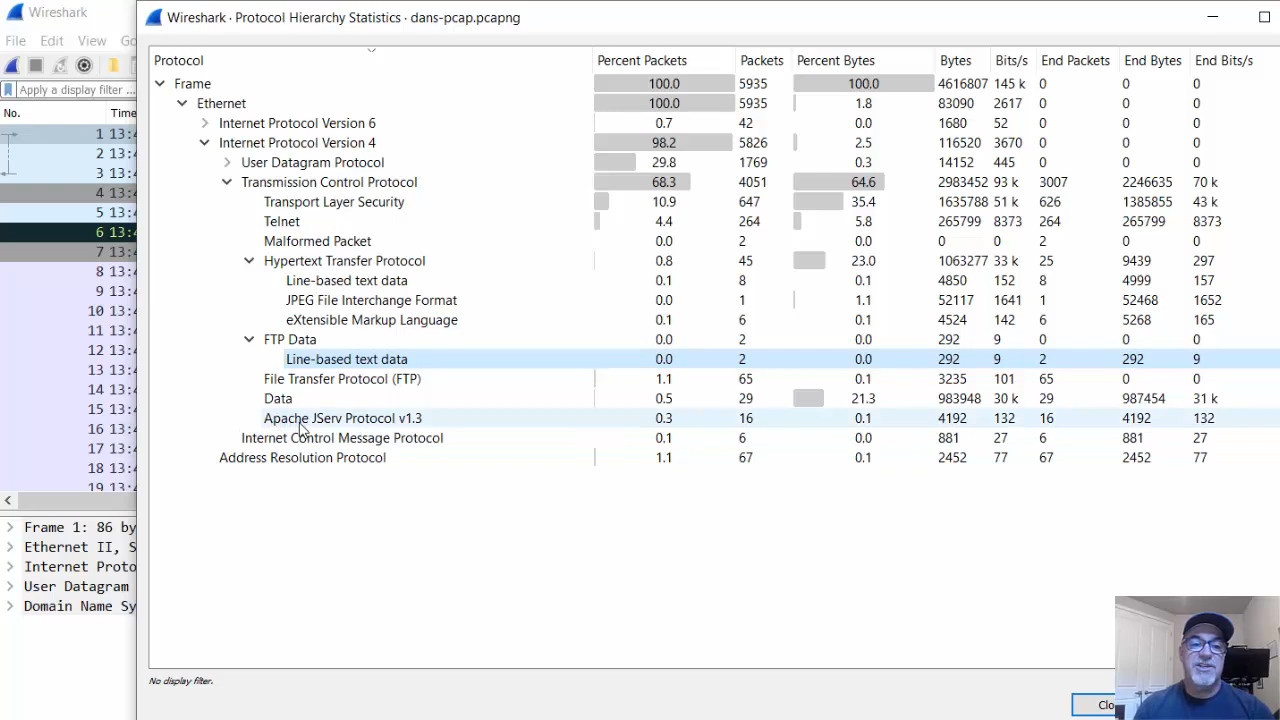 Wireshark
File Edit View Go
Apply a display filter ...
No. Time
1 13:4
2 13:4
3 13:4
4 13:4
5 13:4
6 13:4
7 13:4
8 13:4
9 13:4
10 13:4
11 13:4
12 13:4
13 13:4
14 13:4
15 13:4
16 13:4
17 13:4
18 13:4
19 13:4
Frame 1: 86 by
Ethernet II, S
Internet Proto
User Datagram
Domain Name Sy
Wireshark · Protocol Hierarchy Statistics · dans-pcap.pcapng
Protocol Percent Packets Packets Percent Bytes Bytes Bits/s End Packets End Bytes End Bits/s
Frame 100.0 5935 100.0 4616807 145 k 0 0 0
Ethernet 100.0 5935 1.8 83090 2617 0 0 0
Internet Protocol Version 6 0.7 42 0.0 1680 52 0 0 0
Internet Protocol Version 4 98.2 5826 2.5 116520 3670 0 0 0
User Datagram Protocol 29.8 1769 0.3 14152 445 0 0 0
Transmission Control Protocol 68.3 4051 64.6 2983452 93 k 3007 2246635 70 k
Transport Layer Security 10.9 647 35.4 1635788 51 k 626 1385855 43 k
Telnet 4.4 264 5.8 265799 8373 264 265799 8373
Malformed Packet 0.0 2 0.0 0 0 2 0 0
Hypertext Transfer Protocol 0.8 45 23.0 1063277 33 k 25 9439 297
Line-based text data 0.1 8 0.1 4850 152 8 4999 157
JPEG File Interchange Format 0.0 1 1.1 52117 1641 1 52468 1652
eXtensible Markup Language 0.1 6 0.1 4524 142 6 5268 165
FTP Data 0.0 2 0.0 292 9 0 0 0
Line-based text data 0.0 2 0.0 292 9 2 292 9
File Transfer Protocol (FTP) 1.1 65 0.1 3235 101 65 0 0
Data 0.5 29 21.3 983948 30 k 29 987454 31 k
Apache JServ Protocol v1.3 0.3 16 0.1 4192 132 16 4192 132
Internet Control Message Protocol 0.1 6 0.0 881 27 6 881 27
Address Resolution Protocol 1.1 67 0.1 2452 77 67 2452 77
No display filter.
Clo